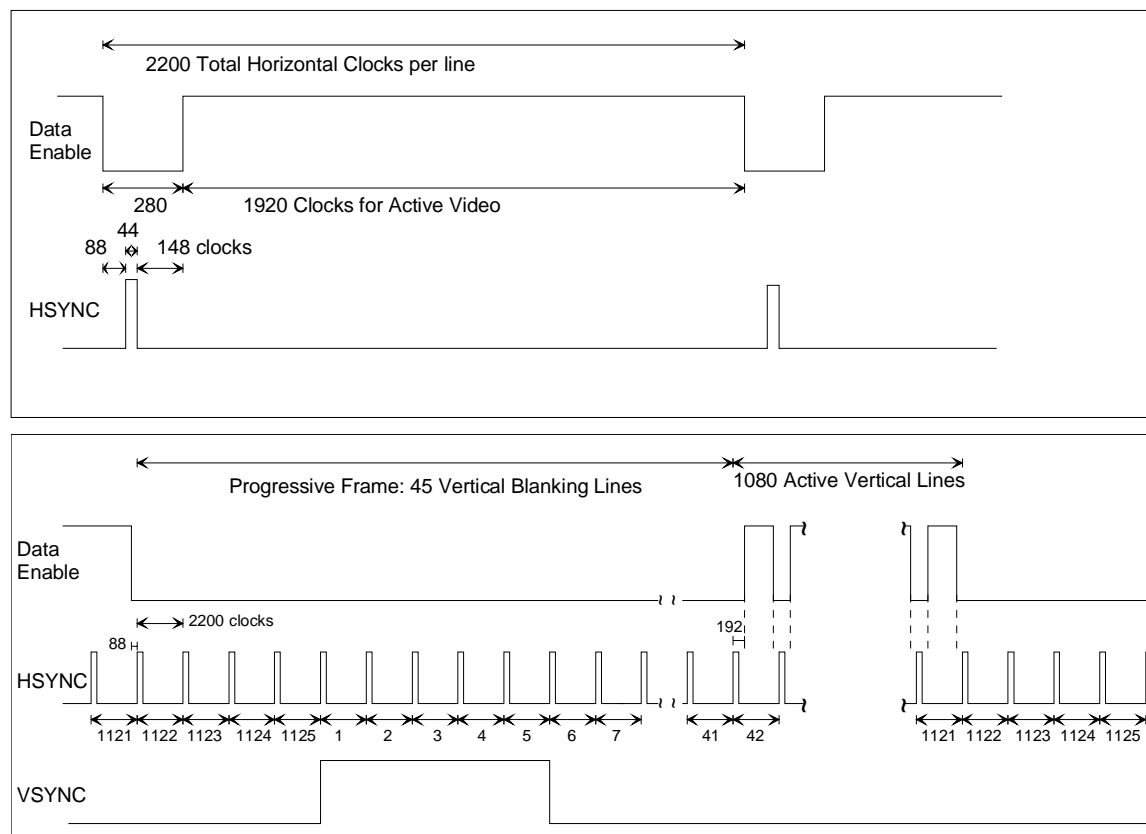 2200 Total Horizontal Clocks per line
Data
Enable
280
1920 Clocks for Active Video
44
88
148 clocks
HSYNC
Progressive Frame: 45 Vertical Blanking Lines
1080 Active Vertical Lines
Data
Enable
2200 clocks
88
192
HSYNC
1121 1122 1123 1124 1125 1 2 3 4 5 6 7 41 42 1121 1122 1123 1124 1125
VSYNC